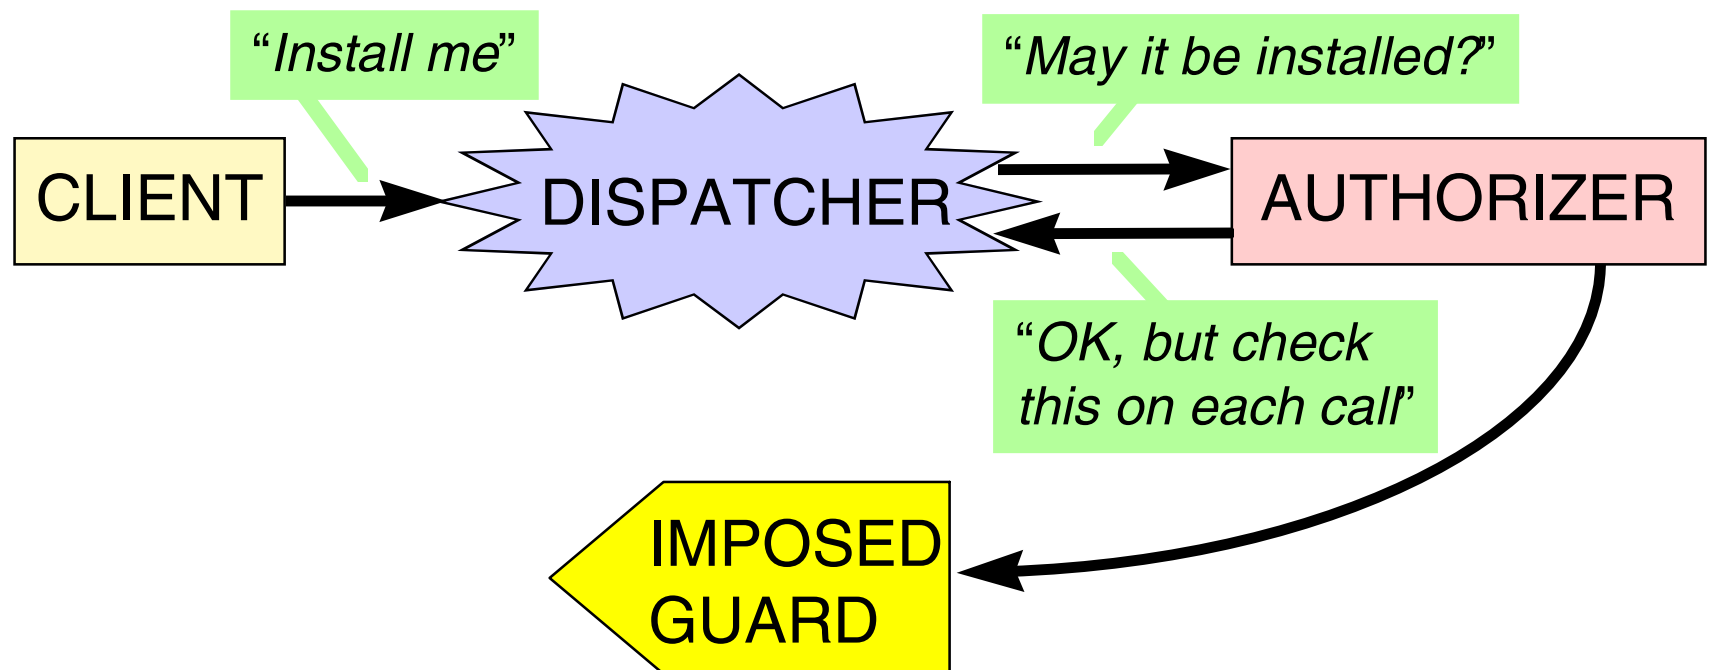 “Install me”
“May it be installed?”
CLIENT
DISPATCHER
AUTHORIZER
“OK, but check
this on each call”
IMPOSED
GUARD